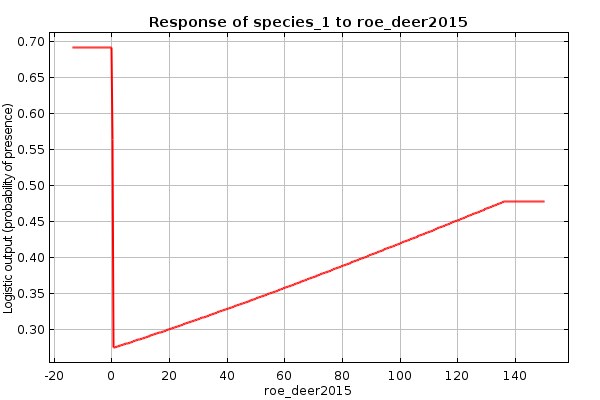 Response of species_1 to roe_deer2015
Logistic output (probability of presence)
0.70
0.65
0.60
0.55
0.50
0.45
0.40
0.35
0.30
-20 0 20 40 60 80 100 120 140
roe_deer2015